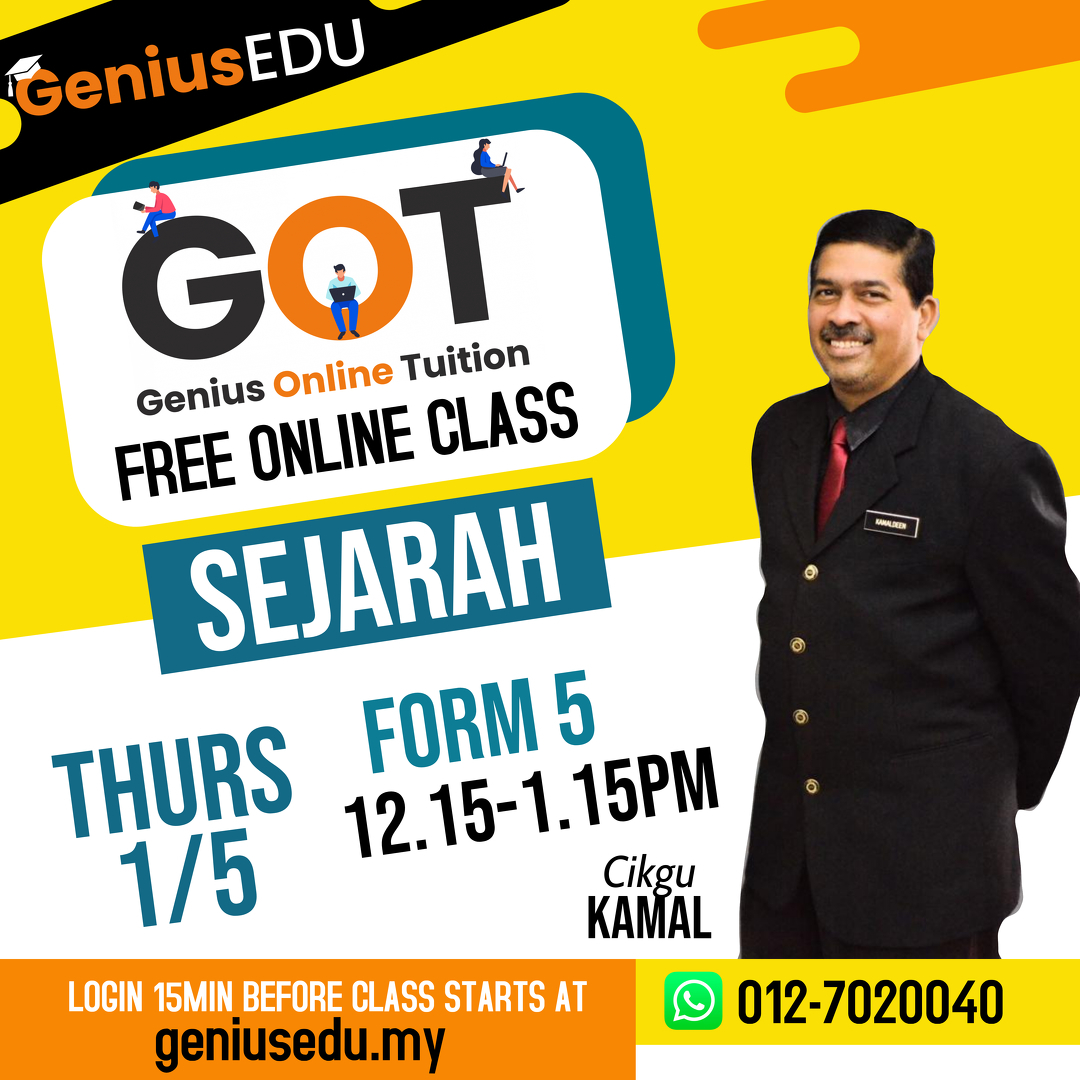 GeniusEDU
GOT
Genius Online Tuition
FREE ONLINE CLASS
SEJARAH
THURS
1/5
FORM 5
12.15-1.15PM
Cikgu
KAMAL
KAMALDEEN
LOGIN 15MIN BEFORE CLASS STARTS AT
geniusedu.my
012-7020040